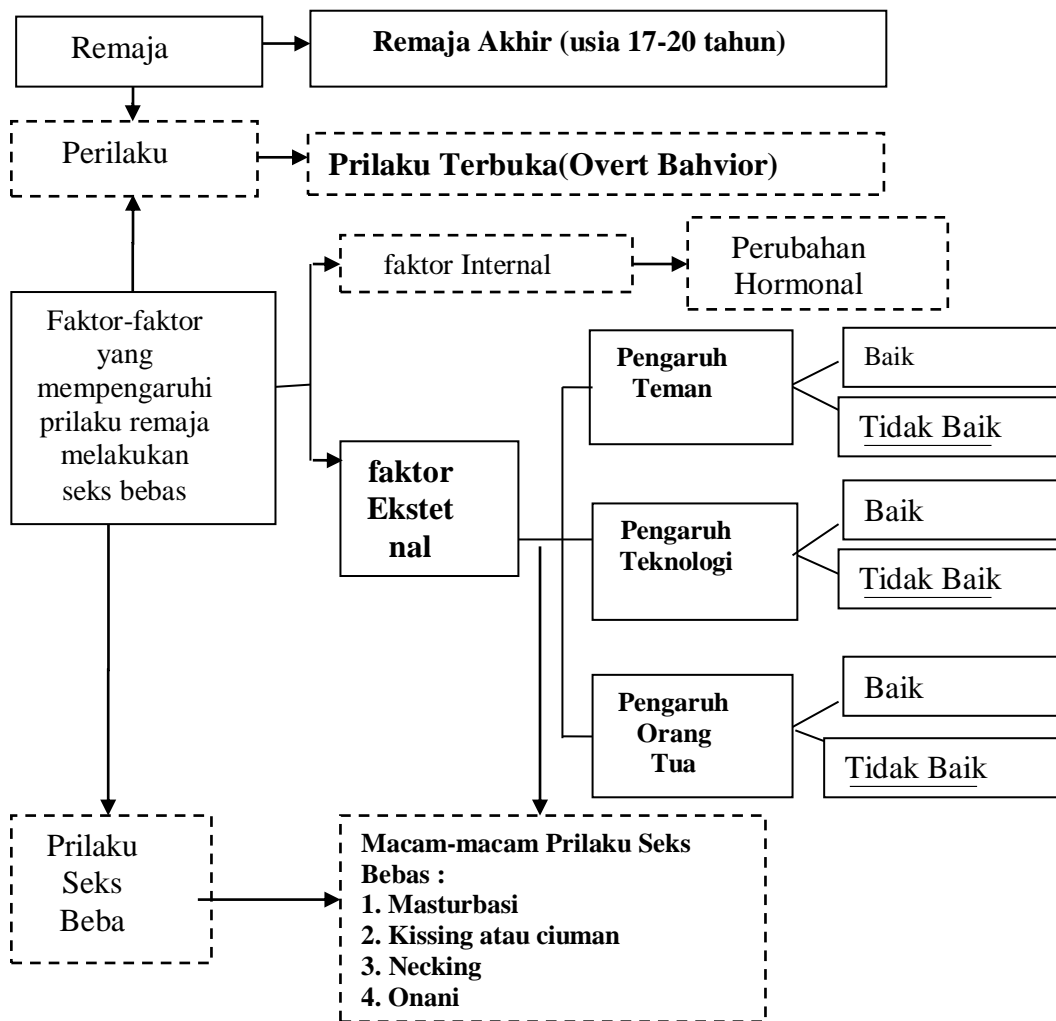 Remaja
Remaja Akhir (usia 17-20 tahun)
Perilaku
Prilaku Terbuka(Overt Bahvior)
faktor Internal
Perubahan
Hormonal
Faktor-faktor
yang
mempengaruhi
prilaku remaja
melakukan
seks bebas
faktor
Ekstet
nal
Pengaruh
Teman
Baik
Tidak Baik
Pengaruh
Teknologi
Baik
Tidak Baik
Pengaruh
Orang
Tua
Baik
Tidak Baik
Prilaku
Seks
Beba
Macam-macam Prilaku Seks
Bebas :
1. Masturbasi
2. Kissing atau ciuman
3. Necking
4. Onani